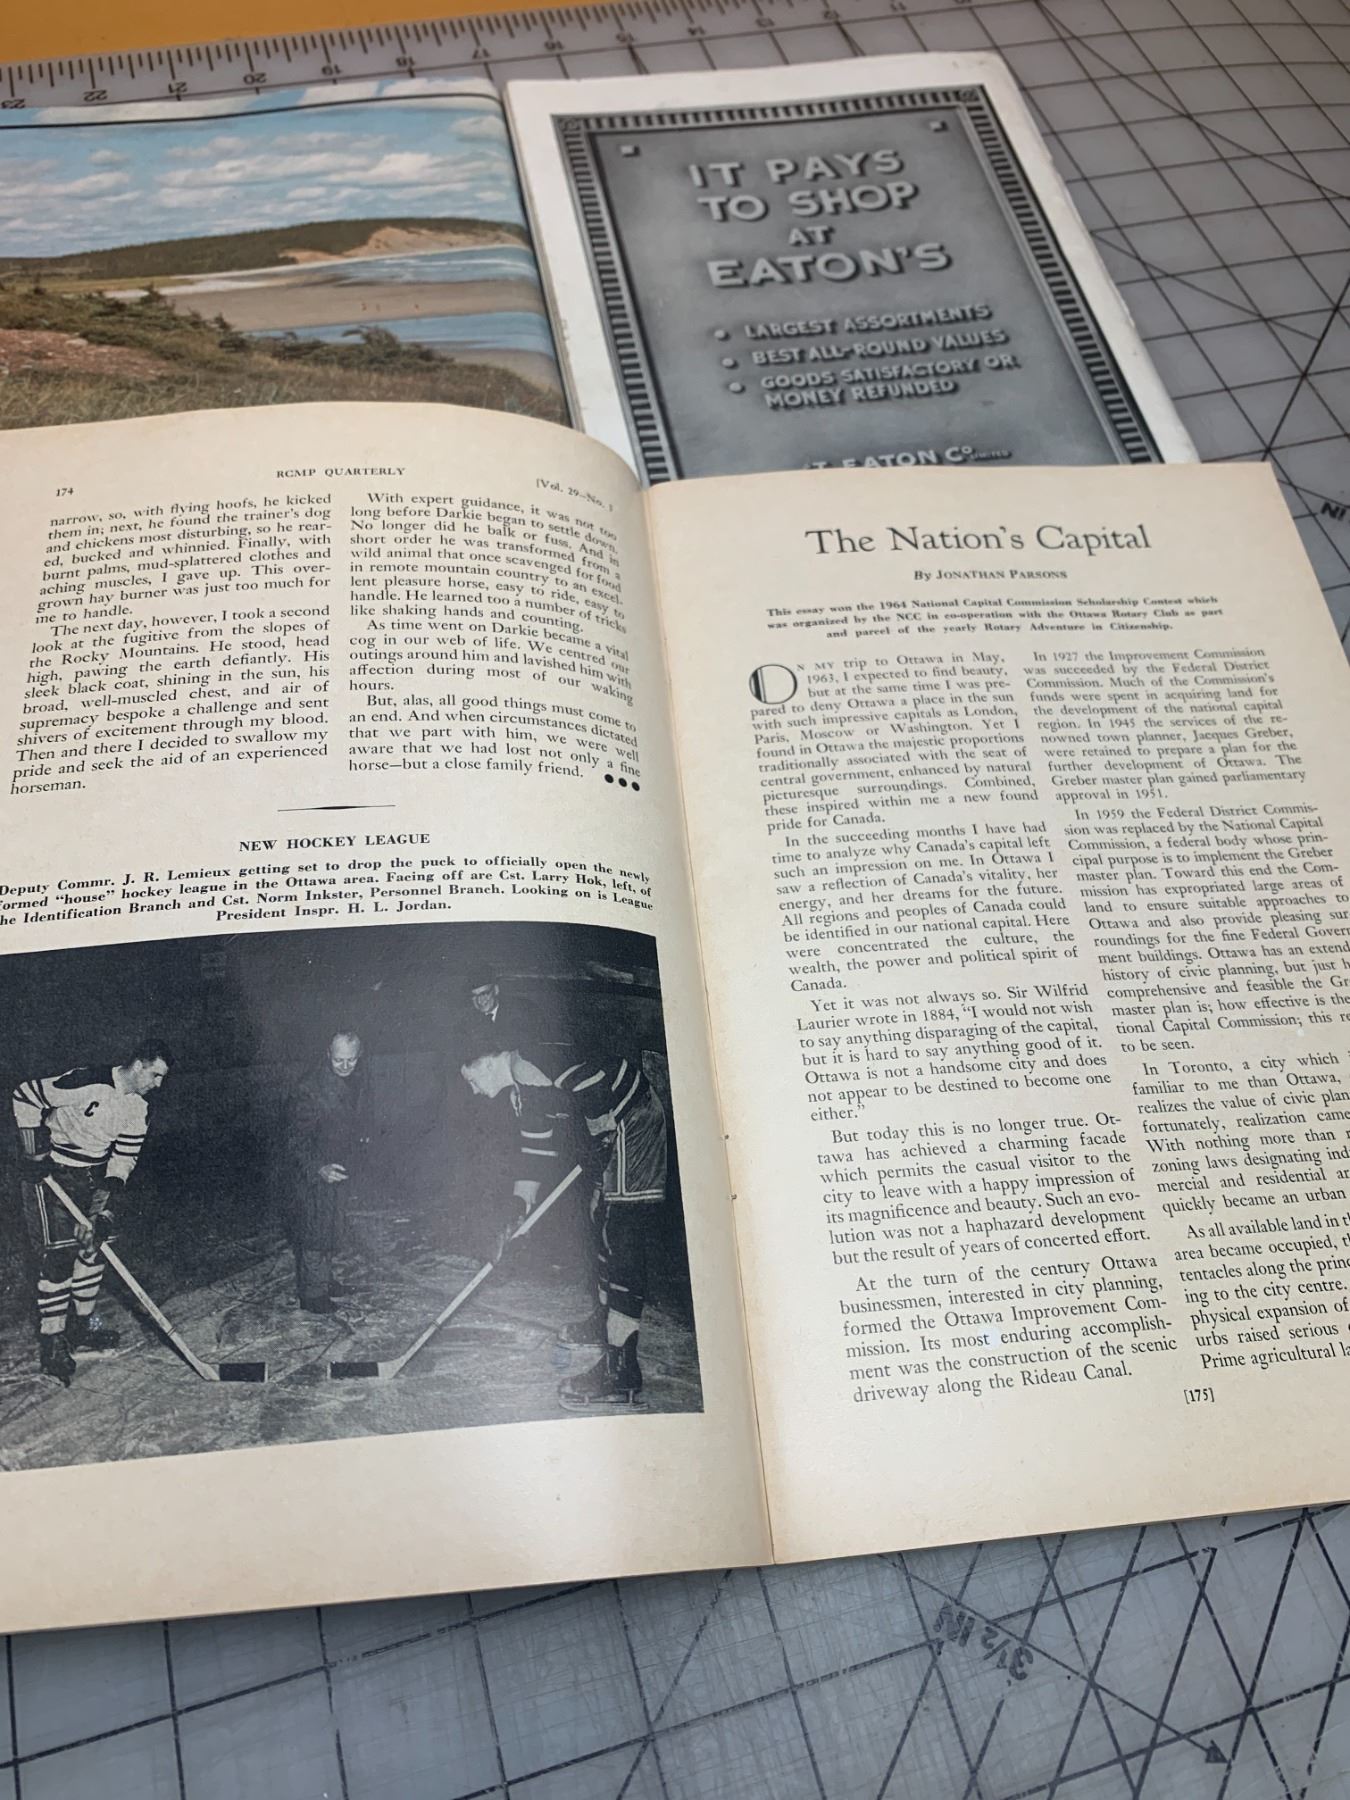 23 22 21 20 19 18 17 16 15 14 13 12
IT PAYS
TO SHOP
AT
EATON'S
• LARGEST ASSORTMENTS
• BEST ALL-ROUND VALUES
• GOODS SATISFACTORY OR
MONEY REFUNDED
T. EATON Co LIMITED
174
RCMP QUARTERLY
[Vol. 29—No.
narrow, so, with flying hoofs, he kicked
them in; next, he found the trainer's dog
and chickens most disturbing, so he rear-
ed, bucked and whinnied. Finally, with
burnt palms, mud-splattered clothes and
aching muscles, I gave up. This over-
grown hay burner was just too much for
me to handle.
The next day, however, I took a second
look at the fugitive from the slopes of
the Rocky Mountains. He stood, head
high, pawing the earth defiantly. His
sleek black coat, shining in the sun, his
broad, well-muscled chest, and air of
supremacy bespoke a challenge and sent
shivers of excitement through my blood.
Then and there I decided to swallow my
pride and seek the aid of an experienced
horseman.
With expert guidance, it was not too
long before Darkie began to settle down.
No longer did he balk or fuss. And in
short order he was transformed from a
wild animal that once scavenged for food
in remote mountain country to an excel-
lent pleasure horse, easy to ride, easy to
handle. He learned too a number of tricks
like shaking hands and counting.
As time went on Darkie became a vital
cog in our web of life. We centred our
outings around him and lavished him with
affection during most of our waking
hours.
But, alas, all good things must come to
an end. And when circumstances dictated
that we part with him, we were well
aware that we had lost not only a fine
horse—but a close family friend. ●●●
NEW HOCKEY LEAGUE
Deputy Commr. J. R. Lemieux getting set to drop the puck to officially open the newly
formed "house" hockey league in the Ottawa area. Facing off are Cst. Larry Hok, left, of
he Identification Branch and Cst. Norm Inkster, Personnel Branch. Looking on is League
President Inspr. H. L. Jordan.
C
The Nation's Capital
By JONATHAN PARSONS
This essay won the 1964 National Capital Commission Scholarship Contest which
was organized by the NCC in co-operation with the Ottawa Rotary Club as part
and parcel of the yearly Rotary Adventure in Citizenship.
ON MY trip to Ottawa in May,
1963, I expected to find beauty,
but at the same time I was pre-
pared to deny Ottawa a place in the sun
with such impressive capitals as London,
Paris, Moscow or Washington. Yet I
found in Ottawa the majestic proportions
traditionally associated with the seat of
central government, enhanced by natural
picturesque surroundings. Combined,
these inspired within me a new found
pride for Canada.
In the succeeding months I have had
time to analyze why Canada's capital left
such an impression on me. In Ottawa I
saw a reflection of Canada's vitality, her
energy, and her dreams for the future.
All regions and peoples of Canada could
be identified in our national capital. Here
were concentrated the culture, the
wealth, the power and political spirit of
Canada.
Yet it was not always so. Sir Wilfrid
Laurier wrote in 1884, "I would not wish
to say anything disparaging of the capital,
but it is hard to say anything good of it.
Ottawa is not a handsome city and does
not appear to be destined to become one
either."
But today this is no longer true. Ot-
tawa has achieved a charming facade
which permits the casual visitor to the
city to leave with a happy impression of
its magnificence and beauty. Such an evo-
lution was not a haphazard development
but the result of years of concerted effort.
At the turn of the century Ottawa
businessmen, interested in city planning,
formed the Ottawa Improvement Com-
mission. Its most enduring accomplish-
ment was the construction of the scenic
driveway along the Rideau Canal.
In 1927 the Improvement Commission
was succeeded by the Federal District
Commission. Much of the Commission's
funds were spent in acquiring land for
the development of the national capital
region. In 1945 the services of the re-
nowned town planner, Jacques Greber,
were retained to prepare a plan for the
further development of Ottawa. The
Greber master plan gained parliamentary
approval in 1951.
In 1959 the Federal District Commis-
sion was replaced by the National Capital
Commission, a federal body whose prin-
cipal purpose is to implement the Greber
master plan. Toward this end the Com-
mission has expropriated large areas of
land to ensure suitable approaches to
Ottawa and also provide pleasing sur
roundings for the fine Federal Govern
ment buildings. Ottawa has an extend
history of civic planning, but just h
comprehensive and feasible the Gr
master plan is; how effective is the
tional Capital Commission; this re
to be seen.
In Toronto, a city which
familiar to me than Ottawa,
realizes the value of civic plan
fortunately, realization came
With nothing more than
zoning laws designating ind
mercial and residential ar
quickly became an urban
As all available land in th
area became occupied, th
tentacles along the princ
ing to the city centre.
physical expansion of
urbs raised serious
Prime agricultural la
[175]
IN
3½ IN